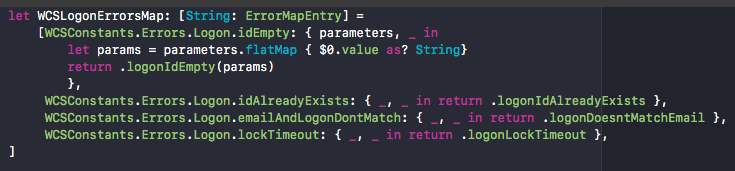 let WCSLogonErrorsMap: [String: ErrorMapEntry] =
[WCSConstants.Errors.Logon.idEmpty: { parameters, _ in
let params = parameters.flatMap { $0.value as? String}
return .logonIdEmpty(params)
},
WCSConstants.Errors.Logon.idAlreadyExists: { _, _ in return .logonIdAlreadyExists },
WCSConstants.Errors.Logon.emailAndLogonDontMatch: { _, _ in return .logonDoesntMatchEmail },
WCSConstants.Errors.Logon.lockTimeout: { _, _ in return .logonLockTimeout },
]